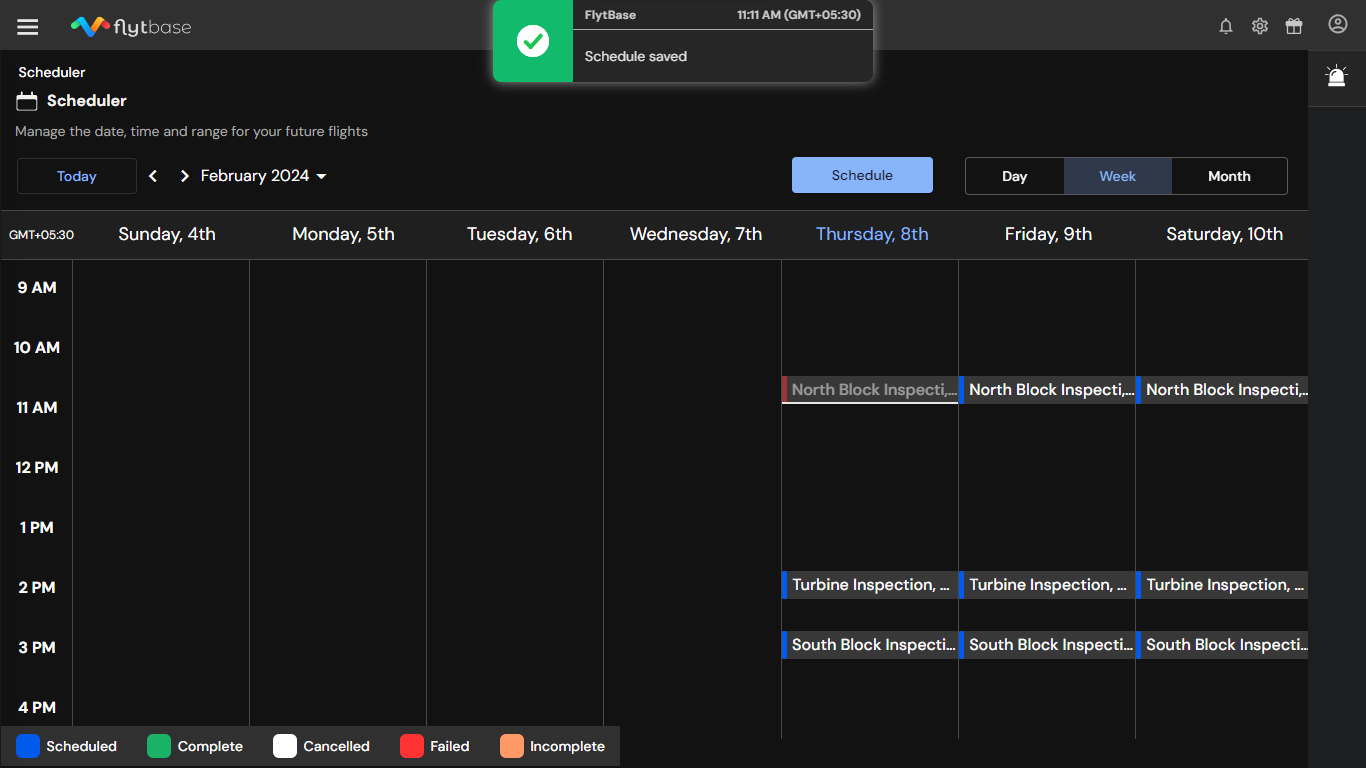 flytbase
FlytBase 11:11 AM (GMT+05:30)
Schedule saved
Scheduler
Scheduler
Manage the date, time and range for your future flights
Today February 2024 Schedule Day Week Month
GMT+05:30 Sunday, 4th Monday, 5th Tuesday, 6th Wednesday, 7th Thursday, 8th Friday, 9th Saturday, 10th
9 AM
10 AM
North Block Inspecti,... North Block Inspecti,... North Block Inspecti,...
11 AM
12 PM
1 PM
2 PM Turbine Inspection, ... Turbine Inspection, ... Turbine Inspection, ...
3 PM South Block Inspecti... South Block Inspecti... South Block Inspecti...
4 PM
Scheduled Complete Cancelled Failed Incomplete